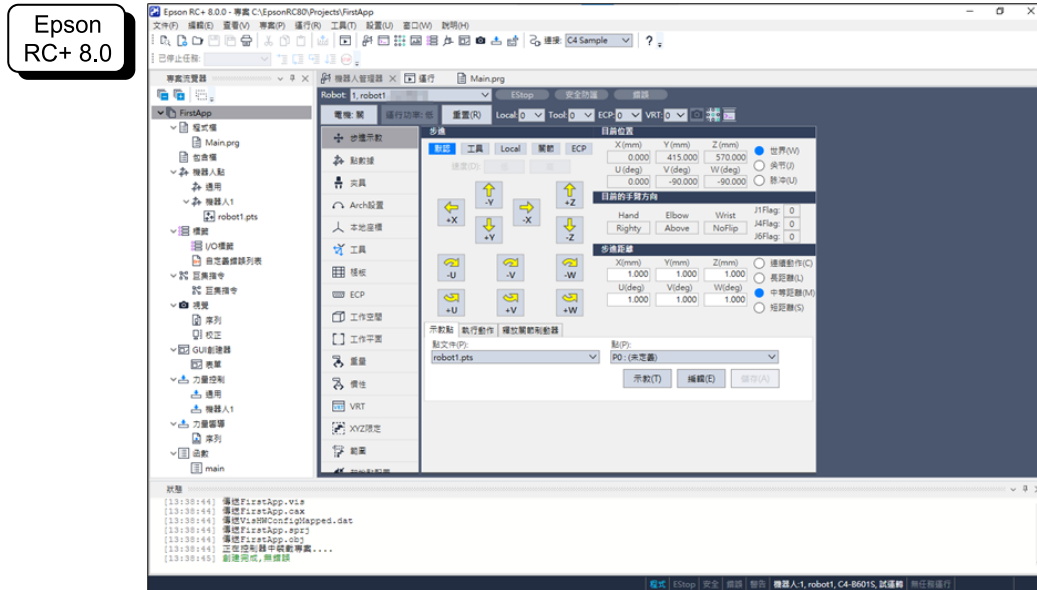 Epson
RC+ 8.0
Epson RC+ 8.0.0 - 專案 C:\EpsonRC80\Projects\FirstApp
文件(F) 編輯(E) 查看(V) 專案(P) 運行(R) 工具(T) 設置(U) 窗口(W) 說明(H)
連接: C4 Sample
已停止任務:
專案流覽器
機器人管理器
運行
Main.prg
FirstApp
程式檔
Main.prg
包含檔
機器人點
通用
機器人1
robot1.pts
標籤
I/O標籤
自定義錯誤列表
巨集指令
巨集指令
視覺
序列
校正
GUI創建器
表單
力量控制
通用
機器人1
力量嚮導
序列
函數
main
Robot: 1, robot1
EStop 安全防護 錯誤
電機: 關 運行功率: 低 重置(R) Local: 0 Tool: 0 ECP: 0 VRT: 0
步進示教
點數據
夾具
Arch設置
本地座標
工具
棧板
ECP
工作空間
工作平面
重量
慣性
VRT
XYZ限定
範圍
步進
默認 工具 Local 關節 ECP
速度(D): 低 高
-Y +Z
+X -X
+Y -Z
-U -V -W
+U +V +W
目前位置
X (mm) Y (mm) Z (mm)
0.000 415.000 570.000
U (deg) V (deg) W (deg)
0.000 -90.000 -90.000
世界(W)
关节(J)
脉冲(U)
目前的手臂方向
Hand Elbow Wrist
Righty Above NoFlip
J1Flag: 0
J4Flag: 0
J6Flag: 0
步進距離
X(mm) Y(mm) Z(mm)
1.000 1.000 1.000
U(deg) V(deg) W(deg)
1.000 1.000 1.000
連續動作(C)
長距離(L)
中等距離(M)
短距離(S)
示教點 執行動作 釋放關節制動器
點文件(P): 點(P):
robot1.pts P0 : (未定義)
示教(T) 編輯(E) 儲存(A)
狀態
[13:38:44] 傳送FirstApp.vis
[13:38:44] 傳送FirstApp.cax
[13:38:44] 傳送VisHWConfigMapped.dat
[13:38:44] 傳送FirstApp.sprj
[13:38:44] 傳送FirstApp.obj
[13:38:44] 正在控制器中裝載專案....
[13:38:45] 創建完成,無錯誤
程式 EStop 安全 錯誤 警告 機器人:1, robot1, C4-B601S, 試運轉 無任務運行